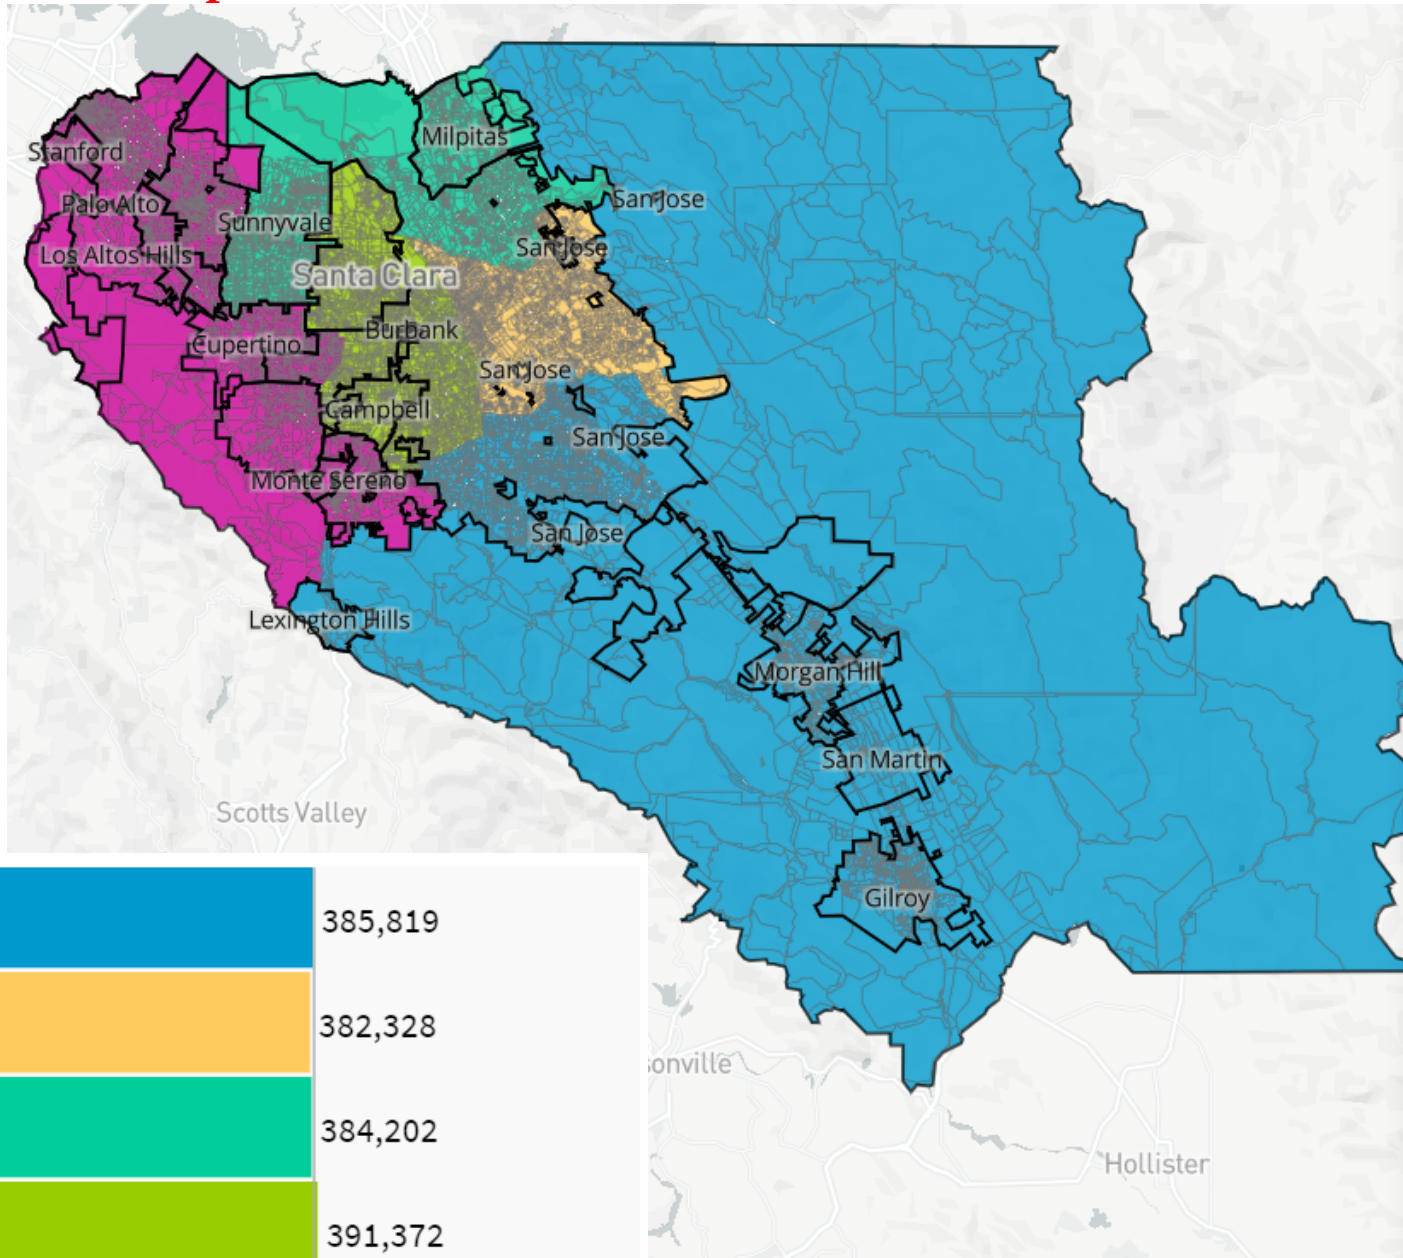 Milpitas
Stanford
San Jose
Palo Alto
Sunnyvale
San Jose
Los Altos Hills
Santa Clara
Burbank
Cupertino
San Jose
Campbell
San Jose
Monte Sereno
San Jose
Lexington Hills
Morgan Hill
San Martin
Scotts Valley
Gilroy
385,819
382,328
sonville
384,202
Hollister
391,372